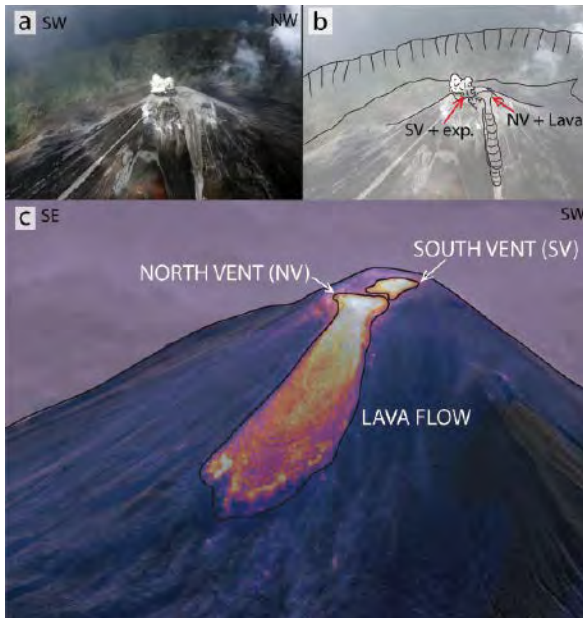 a SW NW
b
SV + exp.
NV + Lava
c SE SW
SOUTH VENT (SV)
NORTH VENT (NV)
LAVA FLOW